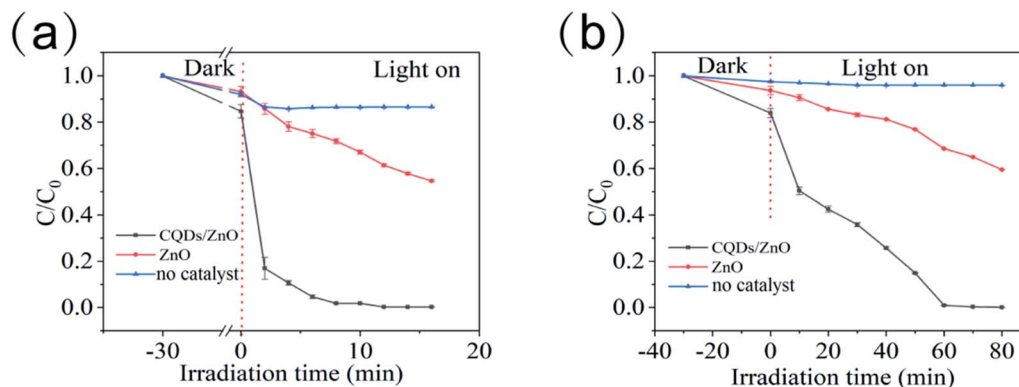 (a)
Dark
Light on
C/C0
1.0
0.8
0.6
0.4
0.2
0.0
CQDs/ZnO
ZnO
no catalyst
-30
0
10
20
Irradiation time (min)
(b)
Dark
Light on
C/C0
1.0
0.8
0.6
0.4
0.2
0.0
CQDs/ZnO
ZnO
no catalyst
-40
-20
0
20
40
60
80
Irradiation time (min)